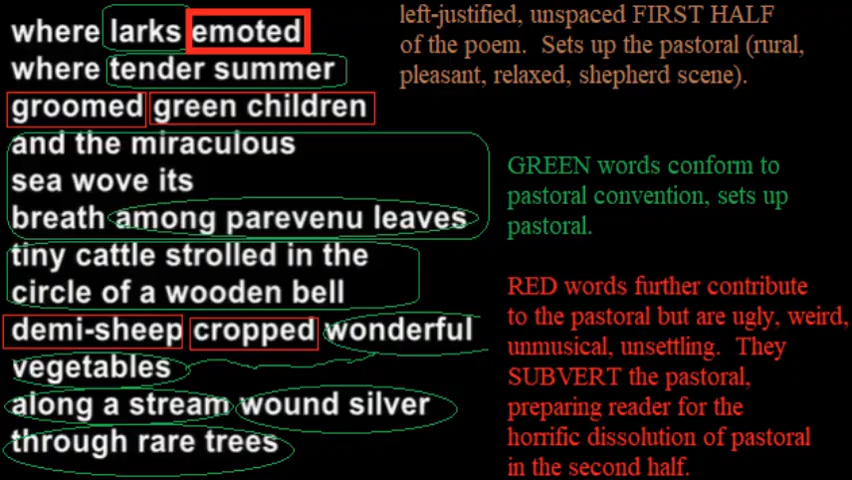 where larks emoted
where tender summer
groomed green children
and the miraculous
sea wove its
breath among parevenu leaves
tiny cattle strolled in the
circle of a wooden bell
demi-sheep cropped wonderful
vegetables
along a stream wound silver
through rare trees
left-justified, unspaced FIRST HALF
of the poem. Sets up the pastoral (rural,
pleasant, relaxed, shepherd scene).
GREEN words conform to
pastoral convention, sets up
pastoral.
RED words further contribute
to the pastoral but are ugly, weird,
unmusical, unsettling. They
SUBVERT the pastoral,
preparing reader for the
horrific dissolution of pastoral
in the second half.